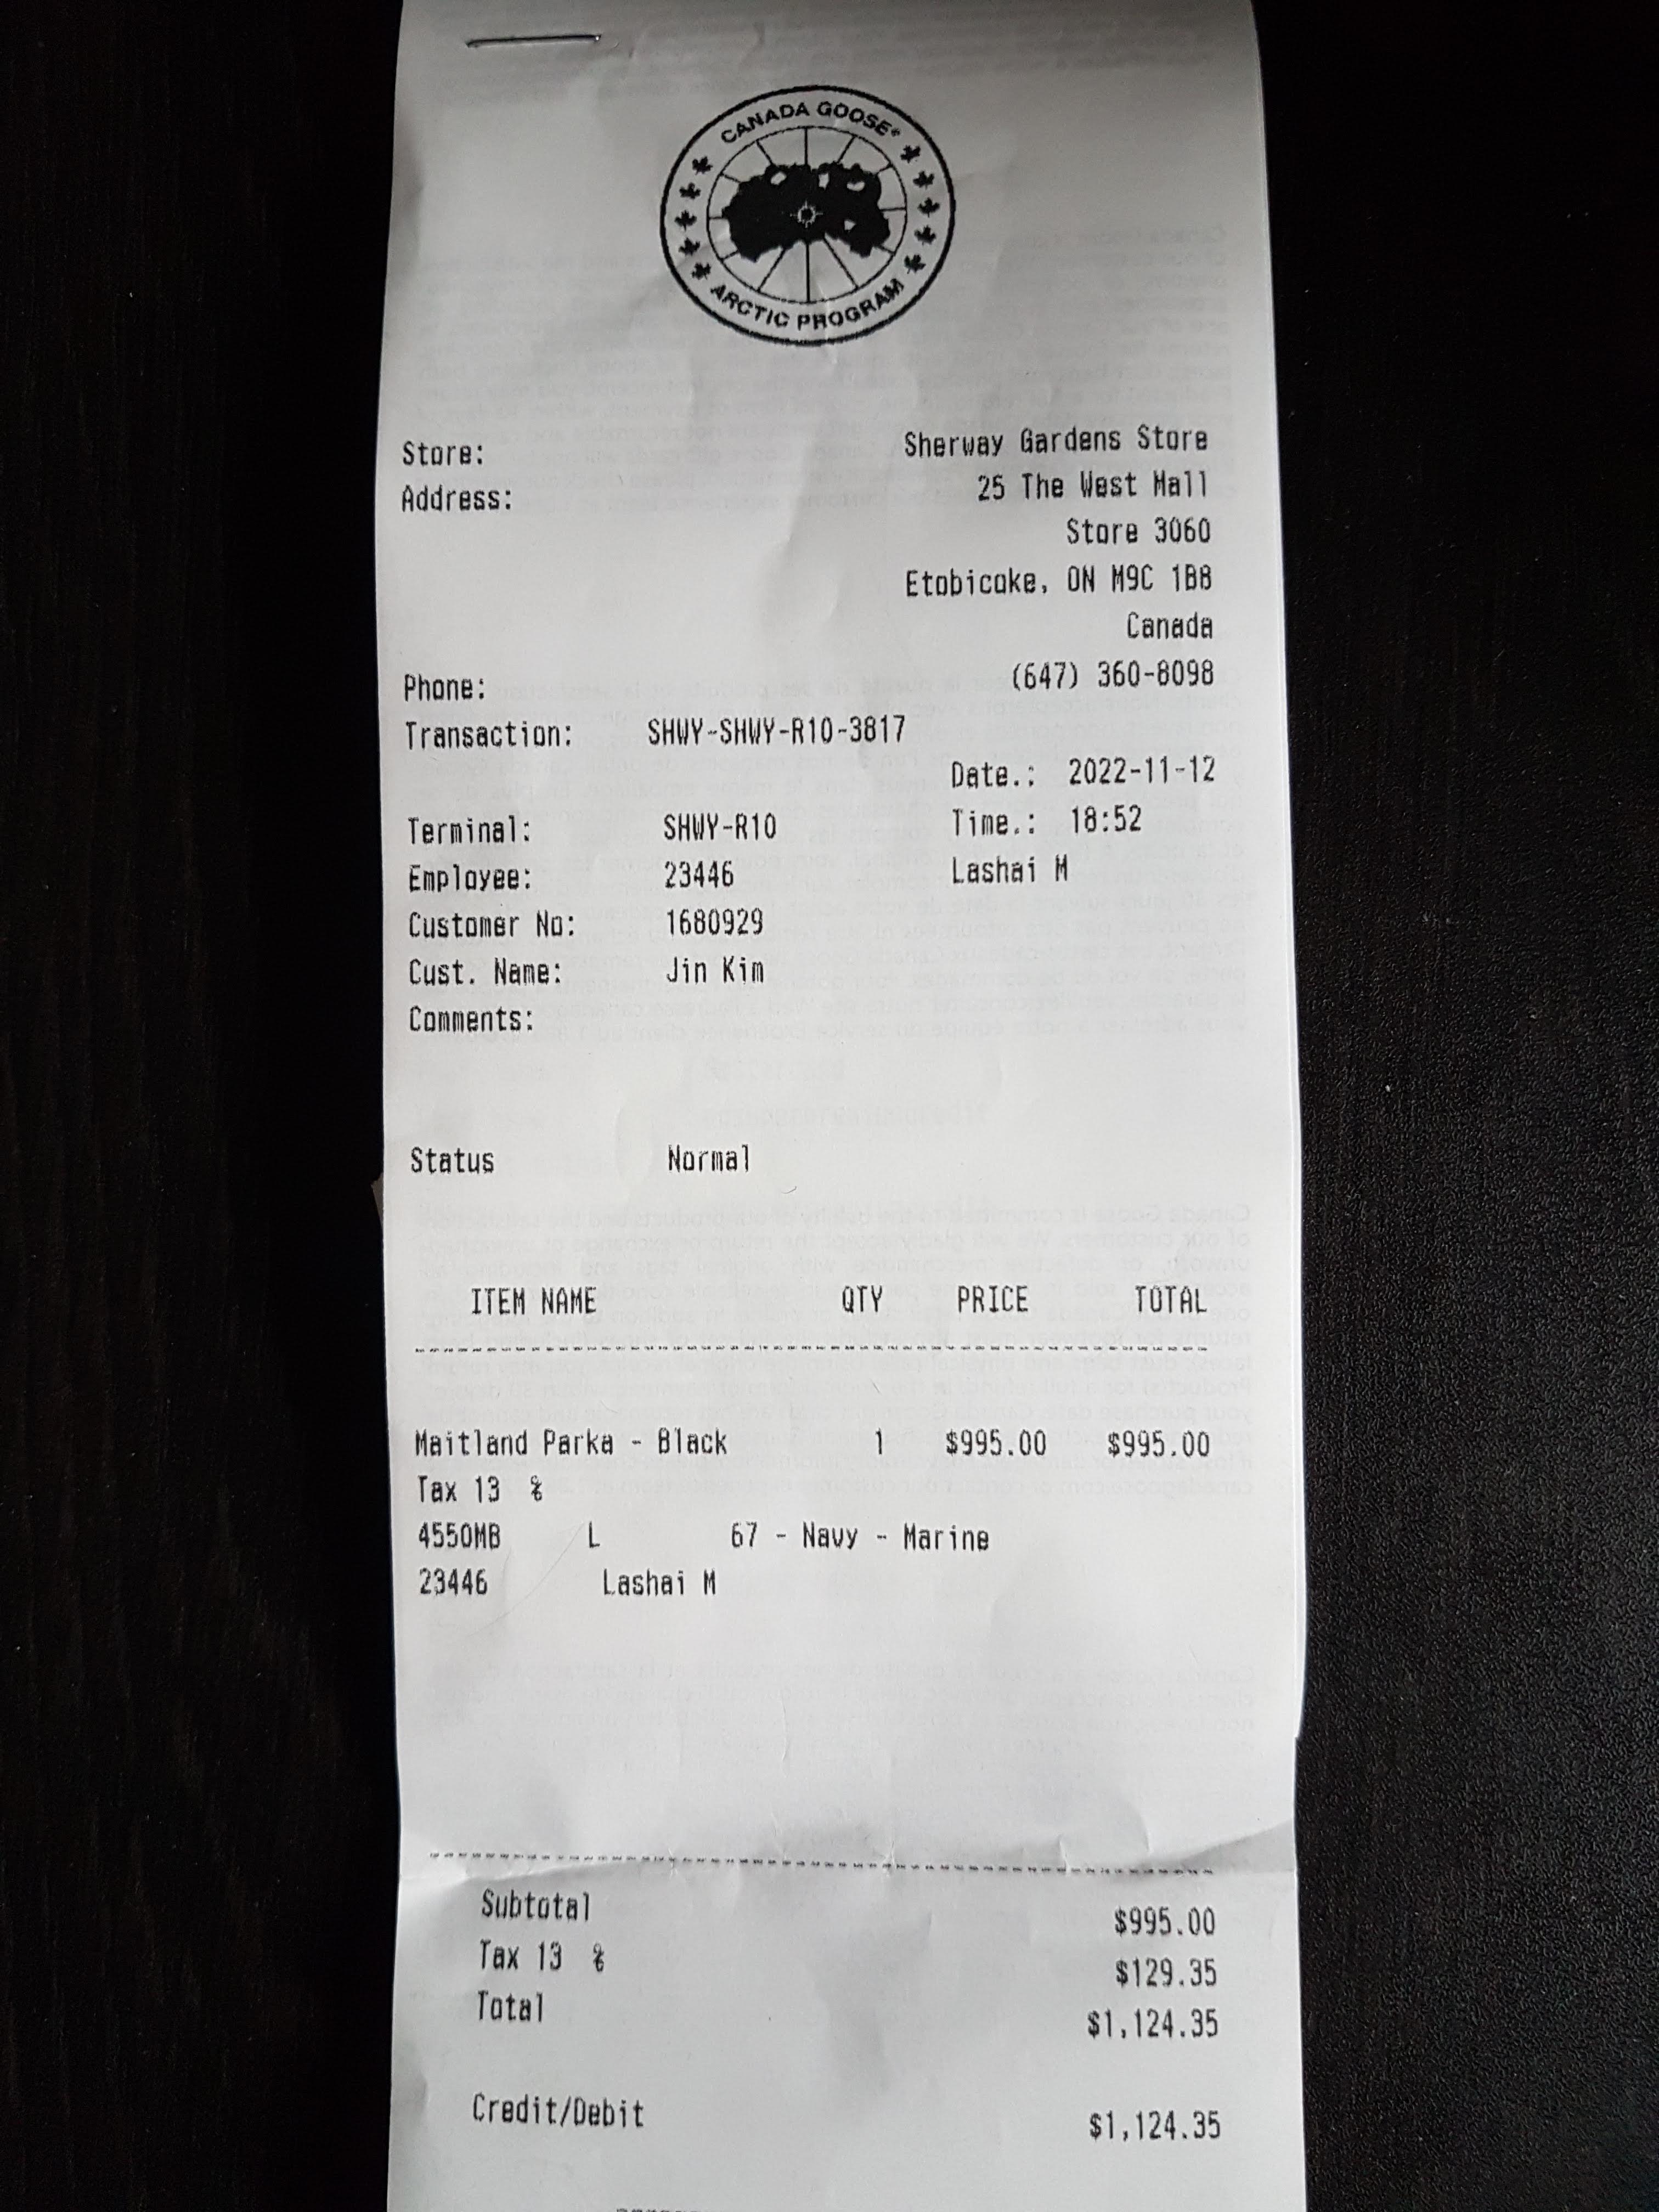 CANADA GOOSE®
ARCTIC PROGRAM
Store: Sherway Gardens Store
Address: 25 The West Mall
Store 3060
Etobicoke, ON M9C 1B8
Canada
Phone: (647) 360-8098
Transaction: SHWY-SHWY-R10-3817
Date.: 2022-11-12
Terminal: SHWY-R10 Time.: 18:52
Employee: 23446 Lashai M
Customer No: 1680929
Cust. Name: Jin Kim
Comments:
Status Normal
ITEM NAME QTY PRICE TOTAL
Maitland Parka - Black 1 $995.00 $995.00
Tax 13 %
4550MB L 67 - Navy - Marine
23446 Lashai M
Subtotal $995.00
Tax 13 % $129.35
Total $1,124.35
Credit/Debit $1,124.35